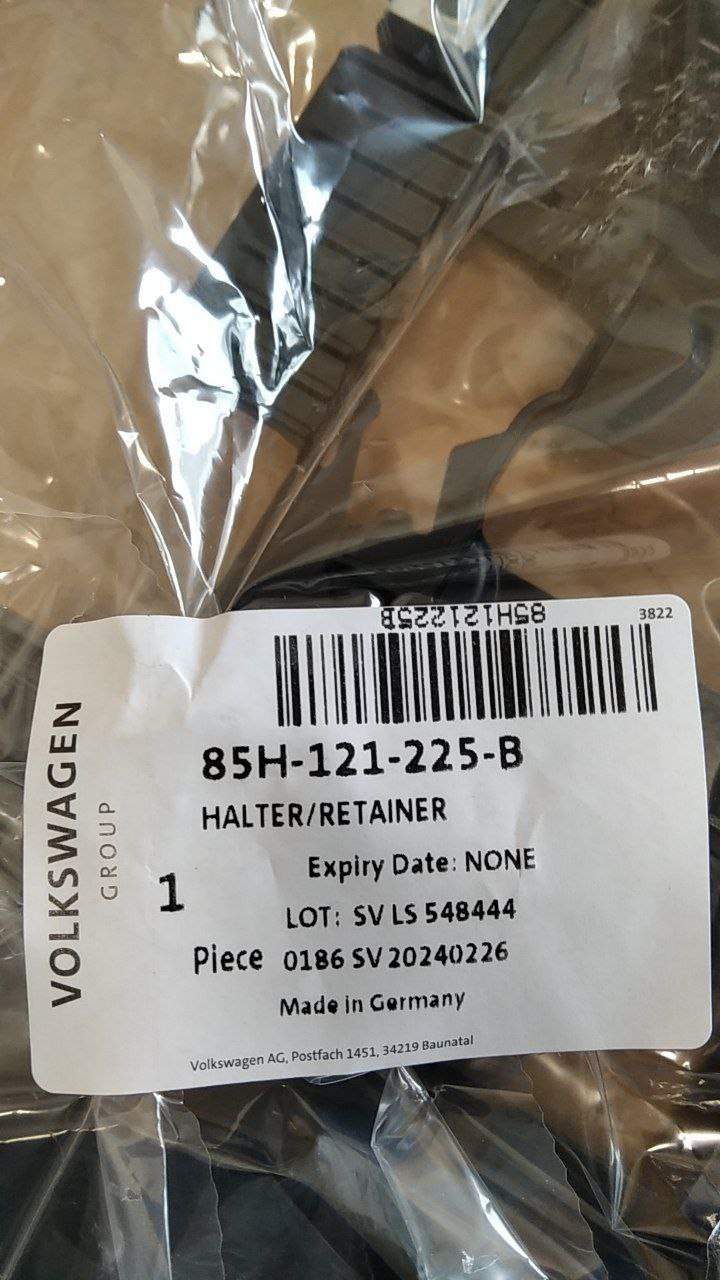 85H121225B
3822
85H-121-225-B
HALTER/RETAINER
Expiry Date: NONE
1
LOT: SV LS 548444
Piece 0186 SV 20240226
Made in Germany
Volkswagen AG, Postfach 1451, 34219 Baunatal
VOLKSWAGEN
GROUP